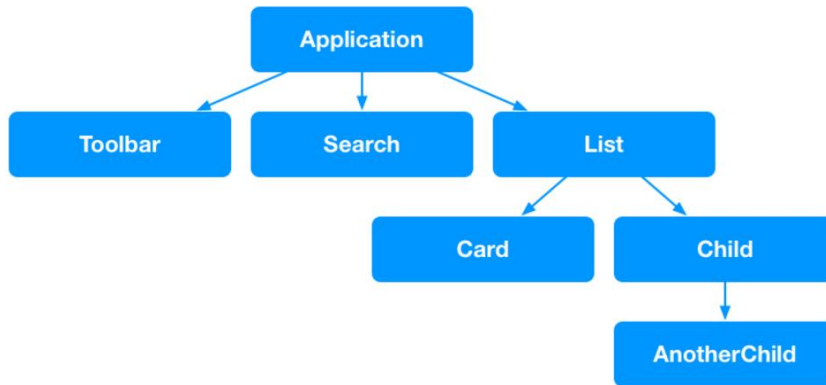 Application
Toolbar
Search
List
Card
Child
AnotherChild